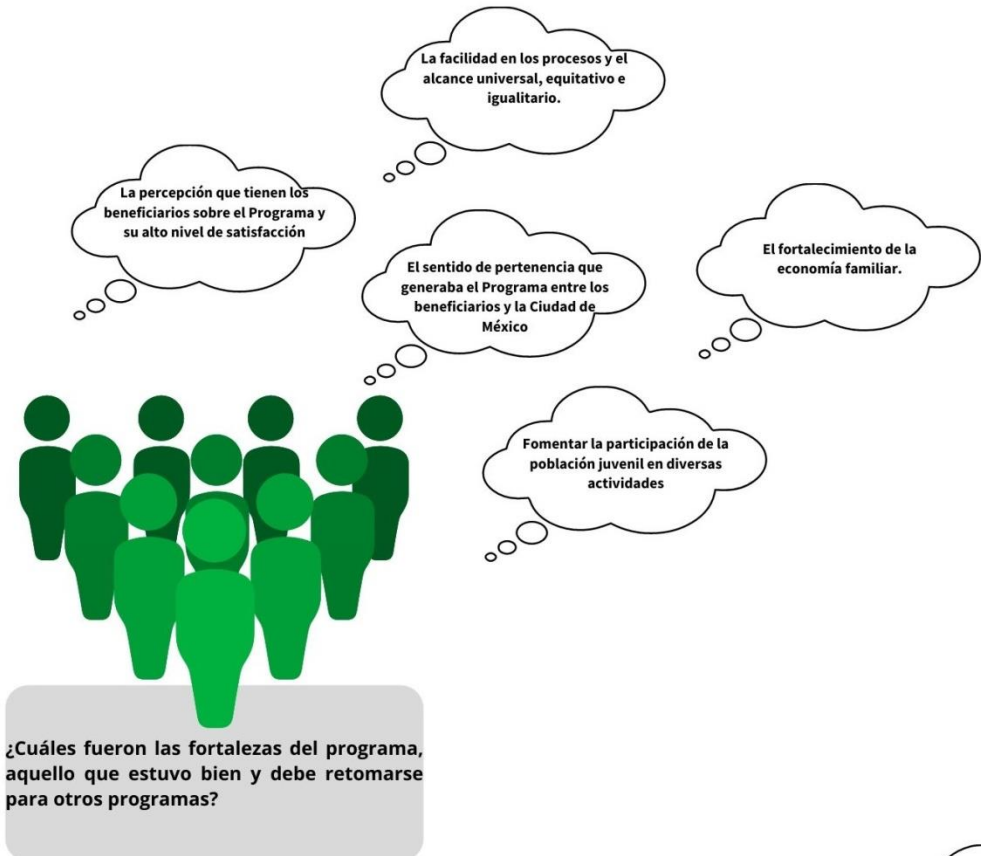 La facilidad en los procesos y el
alcance universal, equitativo e
igualitario.
La percepción que tienen los
beneficiarios sobre el Programa y
su alto nivel de satisfacción
El sentido de pertenencia que
generaba el Programa entre los
beneficiarios y la Ciudad de
México
El fortalecimiento de la
economía familiar.
Fomentar la participación de la
población juvenil en diversas
actividades
¿Cuáles fueron las fortalezas del programa,
aquello que estuvo bien y debe retomarse
para otros programas?